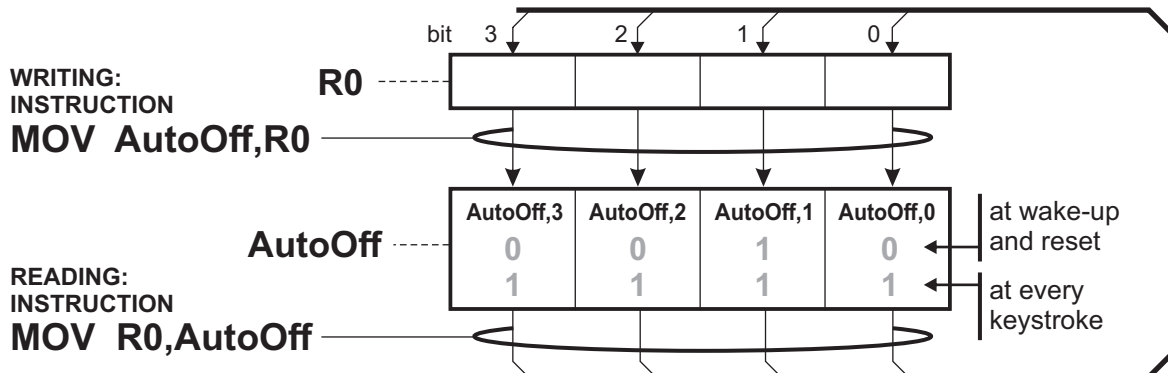 bit 3 2 1 0
WRITING:
INSTRUCTION
R0
MOV AutoOff,R0
AutoOff,3 AutoOff,2 AutoOff,1 AutoOff,0
at wake-up
and reset
AutoOff
0 0 1 0
1 1 1 1
at every
keystroke
READING:
INSTRUCTION
MOV R0,AutoOff